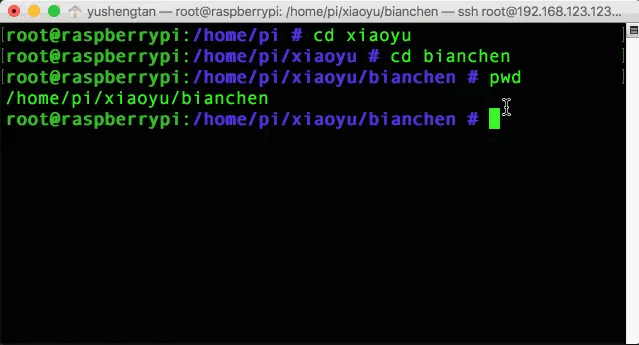 yushengtan — root@raspberrypi: /home/pi/xiaoyu/bianchen — ssh root@192.168.123.123...
[root@raspberrypi:/home/pi # cd xiaoyu
[root@raspberrypi:/home/pi/xiaoyu # cd bianchen
[root@raspberrypi:/home/pi/xiaoyu/bianchen # pwd
/home/pi/xiaoyu/bianchen
root@raspberrypi:/home/pi/xiaoyu/bianchen #